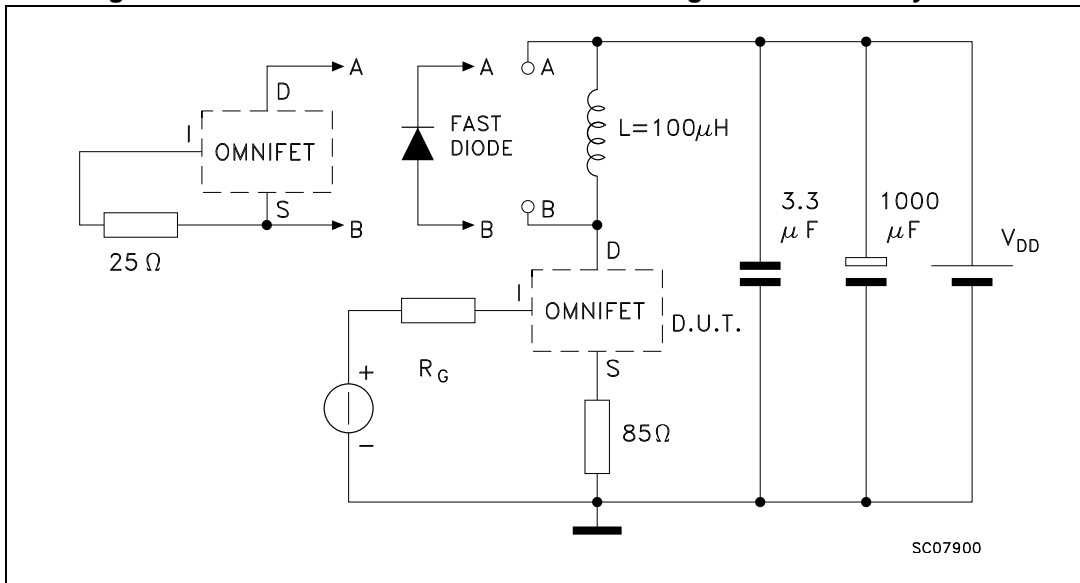 A
D
I
OMNIFET
S
B
25 Ω
A
FAST
DIODE
B
A
L=100μH
B
D
I
OMNIFET
D.U.T.
S
R_G
+
−
85Ω
3.3
μF
1000
μF
V_DD
SC07900